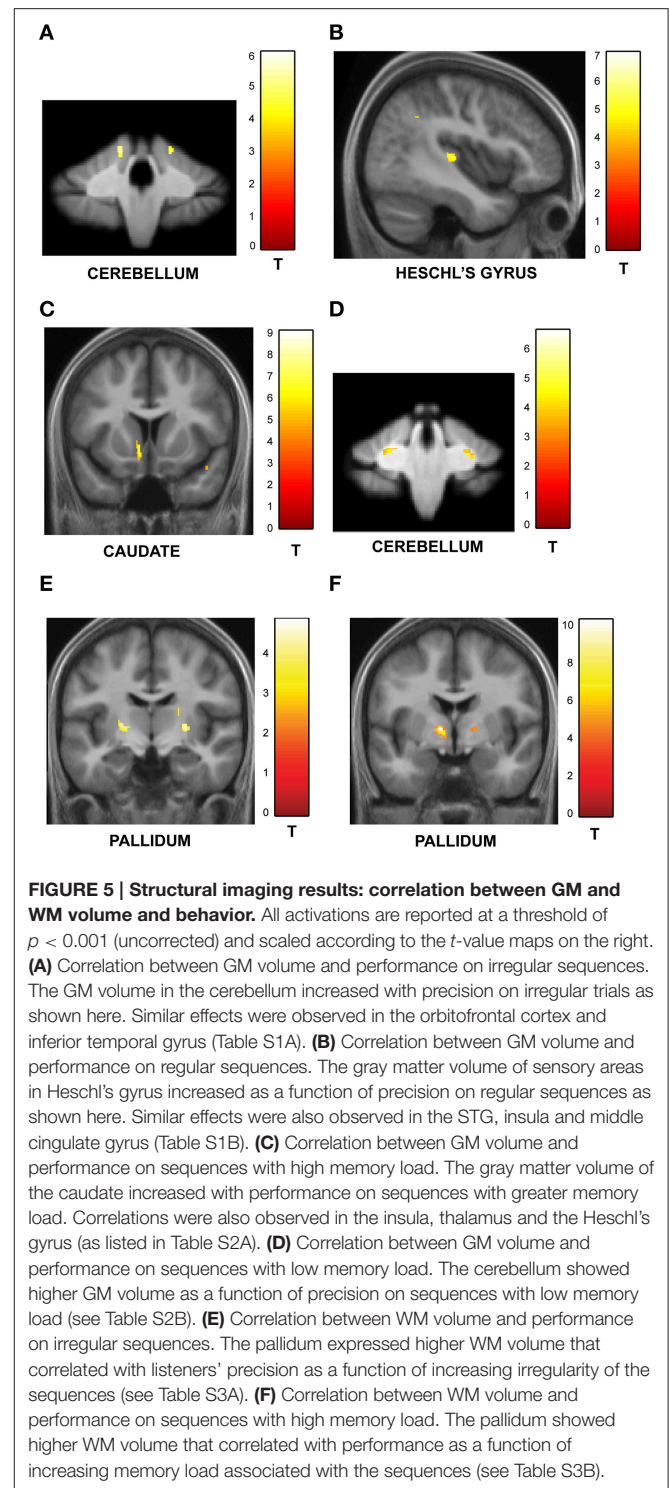 A
B
6
5
4
3
2
1
0
T
CEREBELLUM
7
6
5
4
3
2
1
0
T
HESCHL'S GYRUS
C
D
9
8
7
6
5
4
3
2
1
0
T
CAUDATE
6
5
4
3
2
1
0
T
CEREBELLUM
E
F
4
3
2
1
0
T
PALLIDUM
10
8
6
4
2
0
T
PALLIDUM
FIGURE 5 | Structural imaging results: correlation between GM and
WM volume and behavior. All activations are reported at a threshold of
p < 0.001 (uncorrected) and scaled according to the t-value maps on the right.
(A) Correlation between GM volume and performance on irregular sequences.
The GM volume in the cerebellum increased with precision on irregular trials as
shown here. Similar effects were observed in the orbitofrontal cortex and
inferior temporal gyrus (Table S1A). (B) Correlation between GM volume and
performance on regular sequences. The gray matter volume of sensory areas
in Heschl's gyrus increased as a function of precision on regular sequences as
shown here. Similar effects were also observed in the STG, insula and middle
cingulate gyrus (Table S1B). (C) Correlation between GM volume and
performance on sequences with high memory load. The gray matter volume of
the caudate increased with performance on sequences with greater memory
load. Correlations were also observed in the insula, thalamus and the Heschl's
gyrus (as listed in Table S2A). (D) Correlation between GM volume and
performance on sequences with low memory load. The cerebellum showed
higher GM volume as a function of precision on sequences with low memory
load (see Table S2B). (E) Correlation between WM volume and performance
on irregular sequences. The pallidum expressed higher WM volume that
correlated with listeners' precision as a function of increasing irregularity of the
sequences (see Table S3A). (F) Correlation between WM volume and
performance on sequences with high memory load. The pallidum showed
higher WM volume that correlated with performance as a function of
increasing memory load associated with the sequences (see Table S3B).